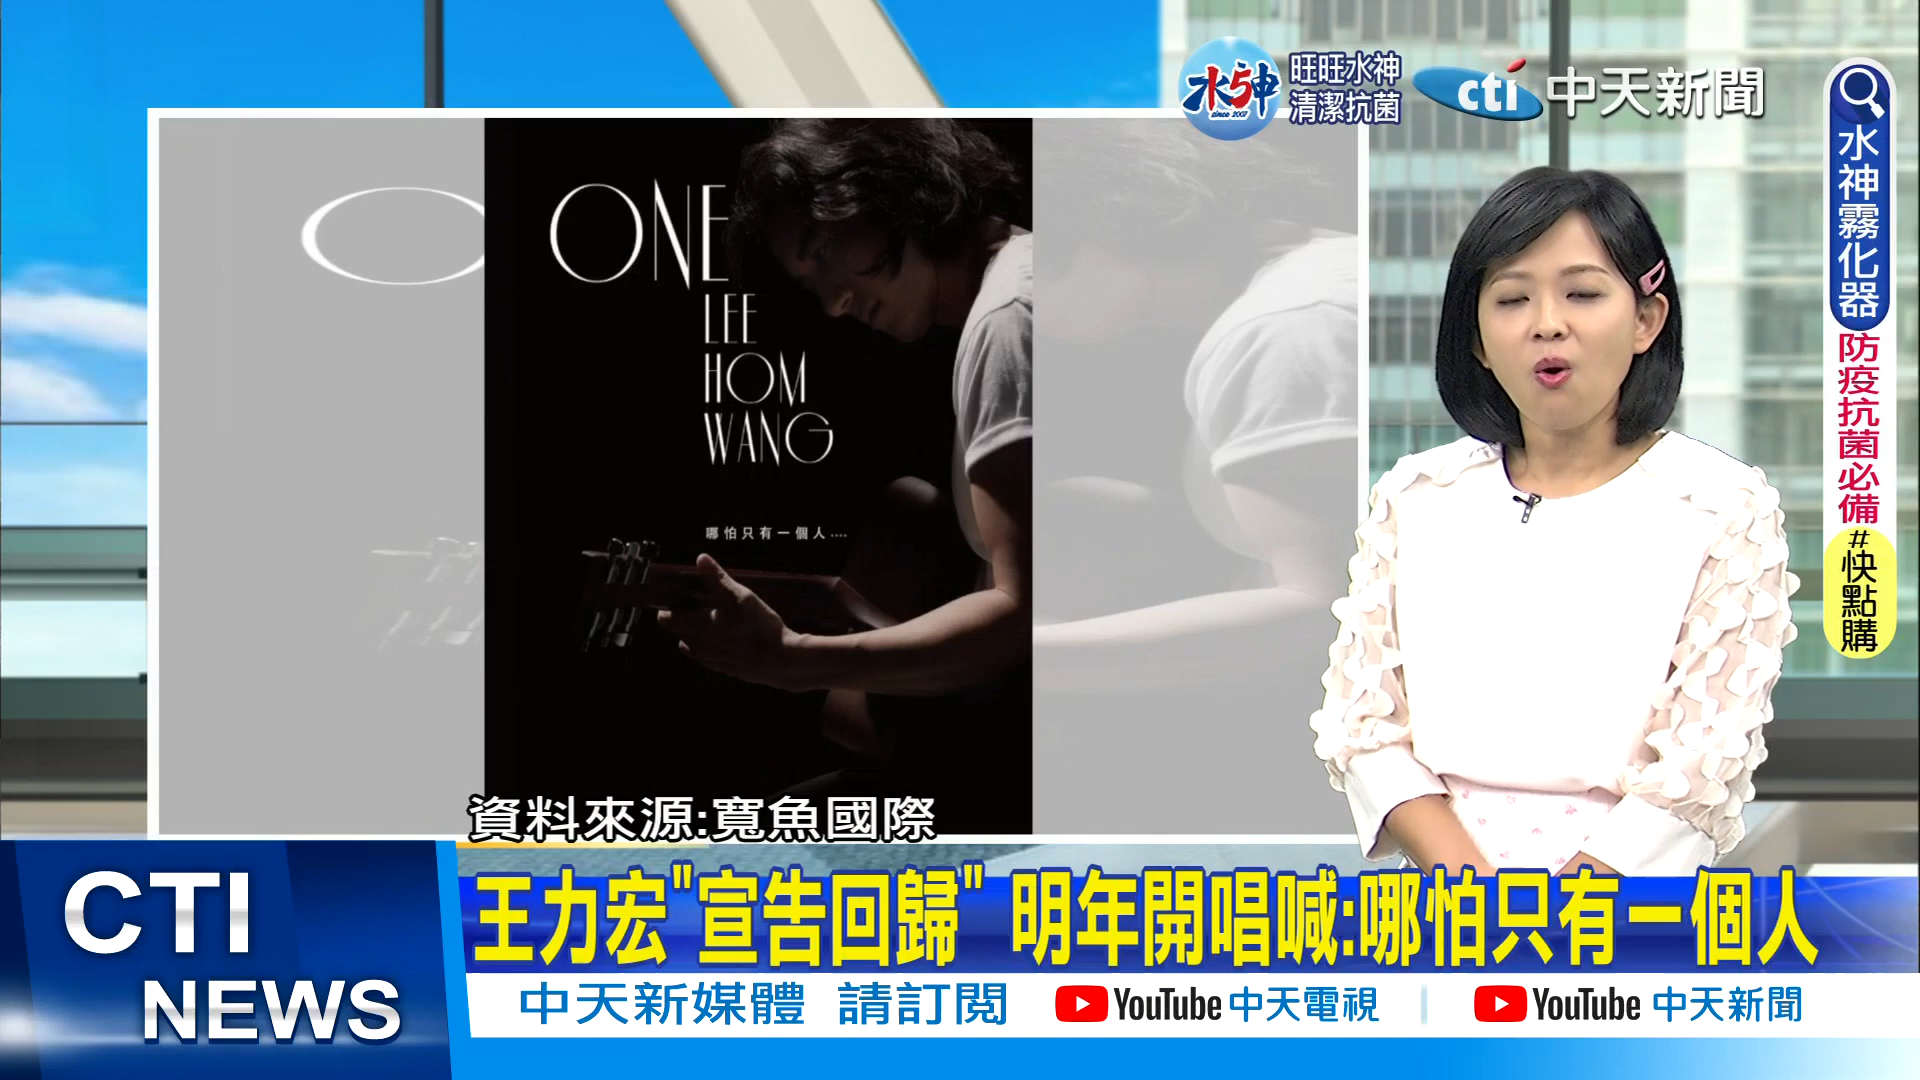 水神
since 2007
旺旺水神
清潔抗菌
cti 中天新聞
水神霧化器
防疫抗菌必備
#快點購
ONE
LEE
HOM
WANG
哪怕只有一個人....
資料來源:寬魚國際
CTI
NEWS
王力宏"宣告回歸" 明年開唱喊:哪怕只有一個人
中天新媒體 請訂閱 YouTube 中天電視 | YouTube 中天新聞